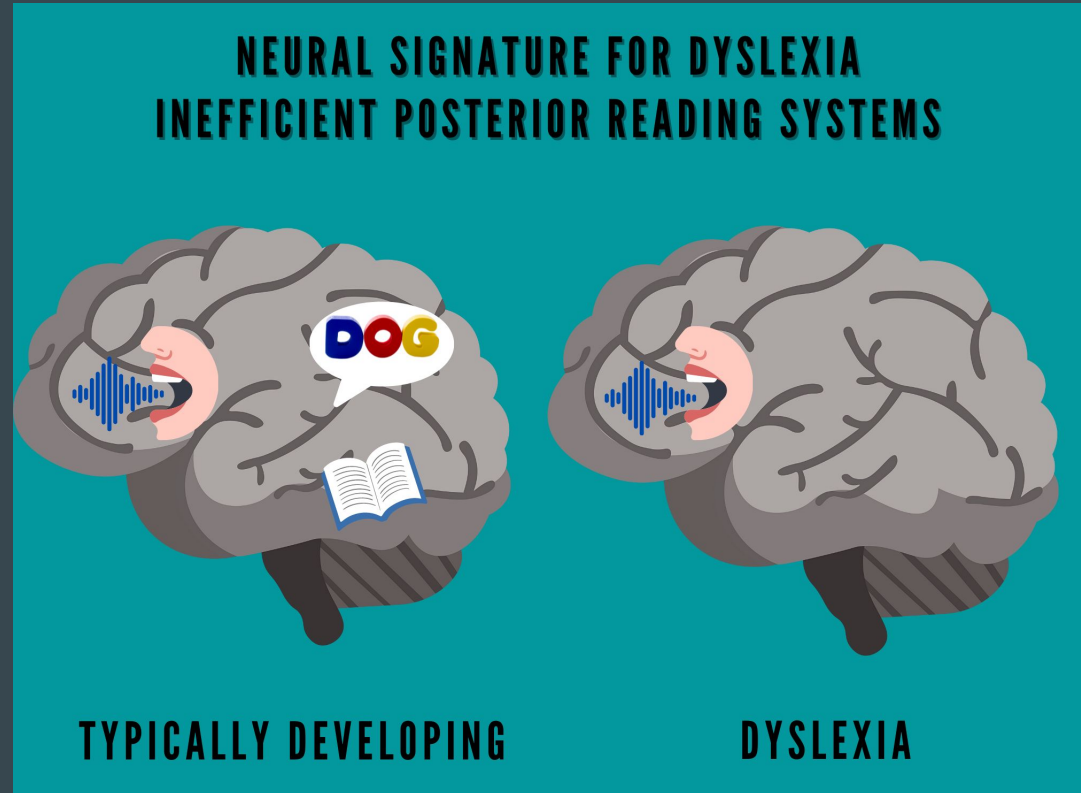 NEURAL SIGNATURE FOR DYSLEXIA
INEFFICIENT POSTERIOR READING SYSTEMS
DOG
TYPICALLY DEVELOPING
DYSLEXIA